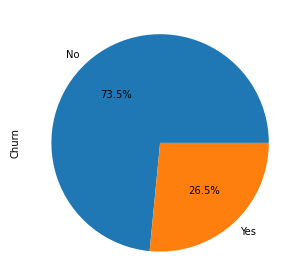 No
73.5%
Churn
26.5%
Yes